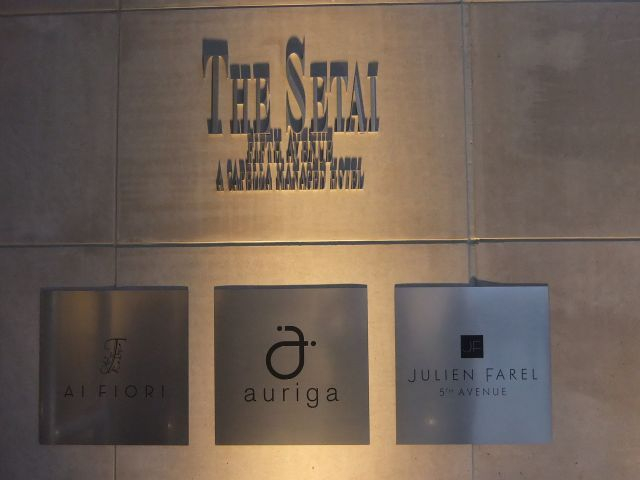 THE SETAI
FIFTH AVENUE
A CAPELLA MANAGED HOTEL
AI FIORI
auriga
JF
JULIEN FAREL
5TH AVENUE